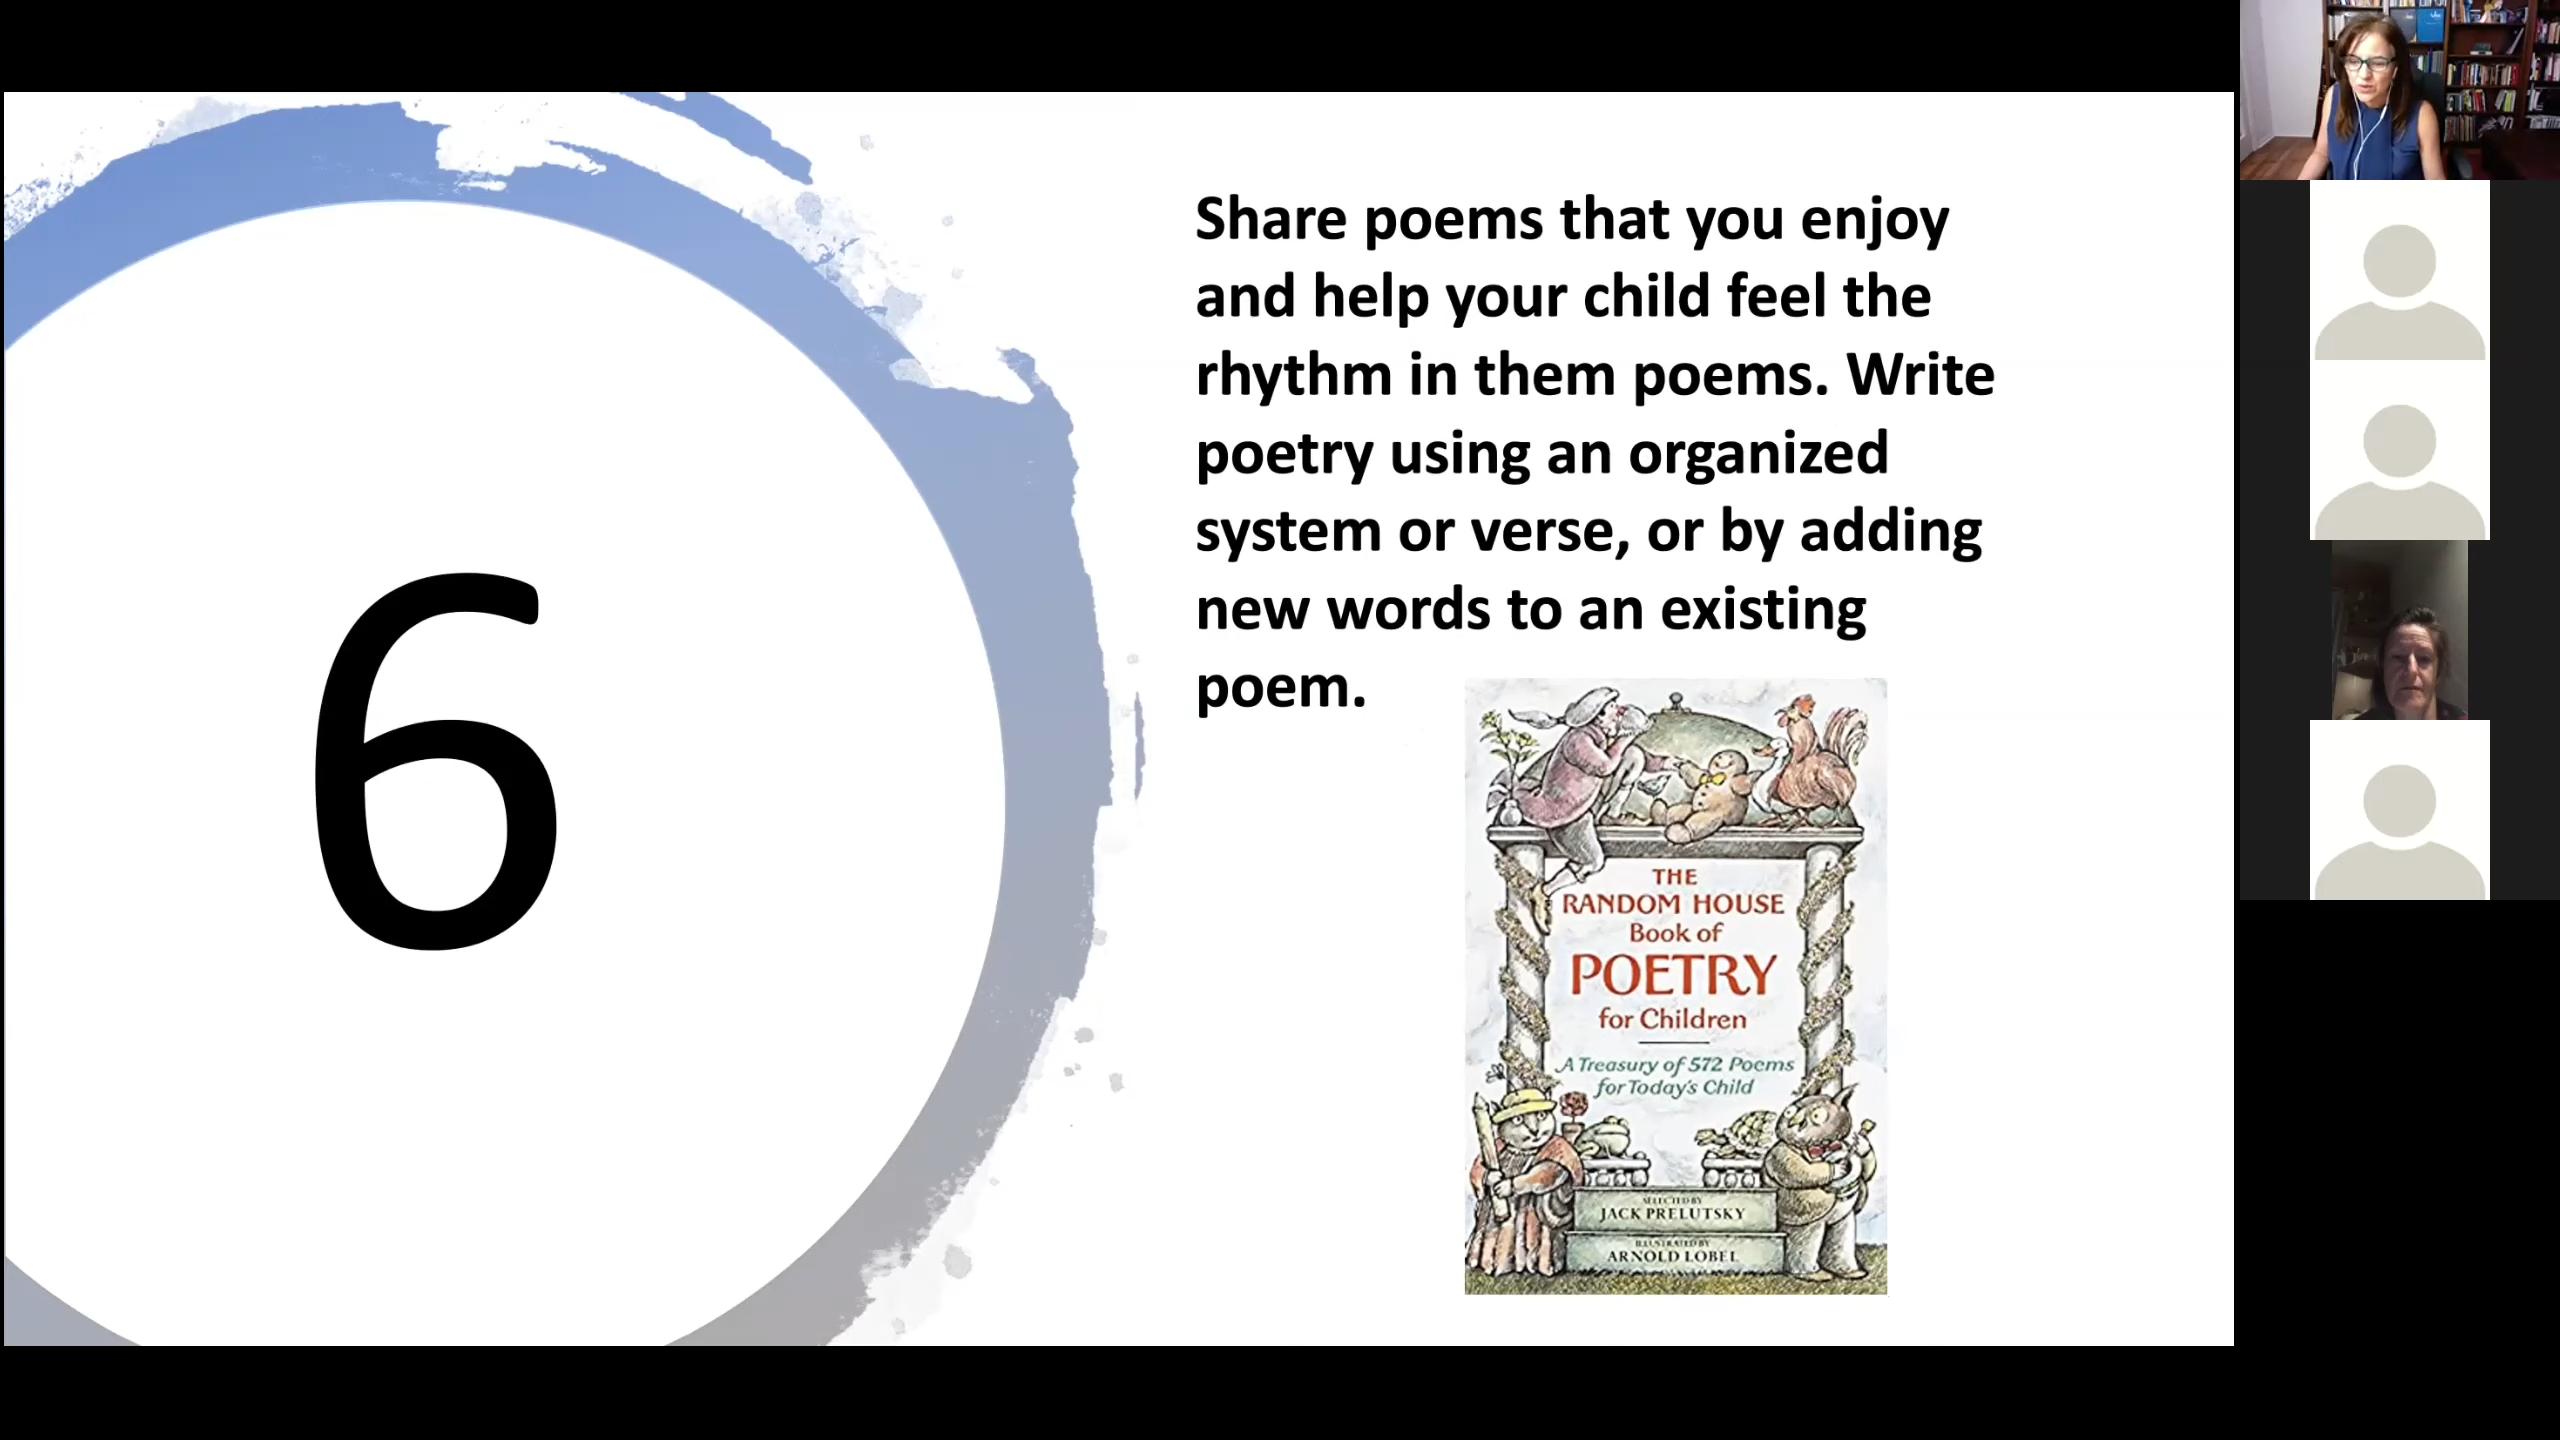 6
Share poems that you enjoy
and help your child feel the
rhythm in them poems. Write
poetry using an organized
system or verse, or by adding
new words to an existing
poem.
THE
RANDOM HOUSE
Book of
POETRY
for Children
A Treasury of 572 Poems
for Today's Child
SELECTED BY
JACK PRELUTSKY
ILLUSTRATED BY
ARNOLD LOBEL